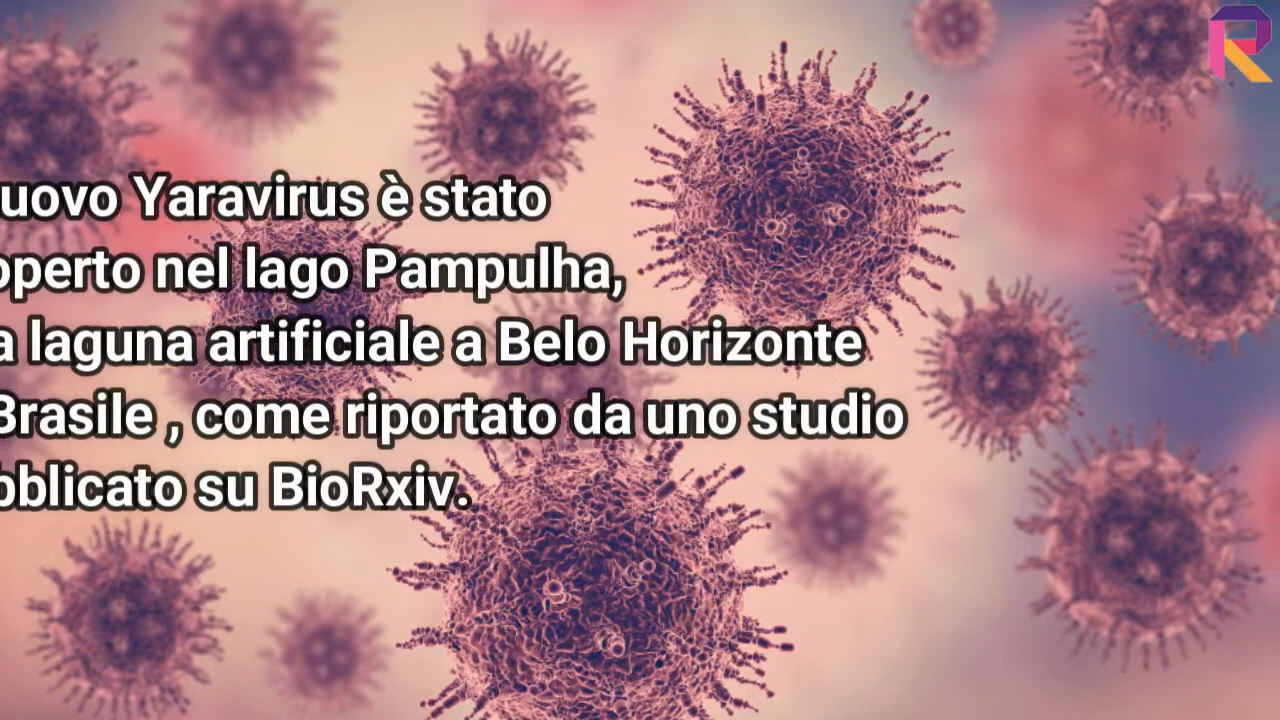 uovo Yaravirus è stato
operto nel lago Pampulha,
a laguna artificiale a Belo Horizonte
Brasile , come riportato da uno studio
bblicato su BioRxiv.